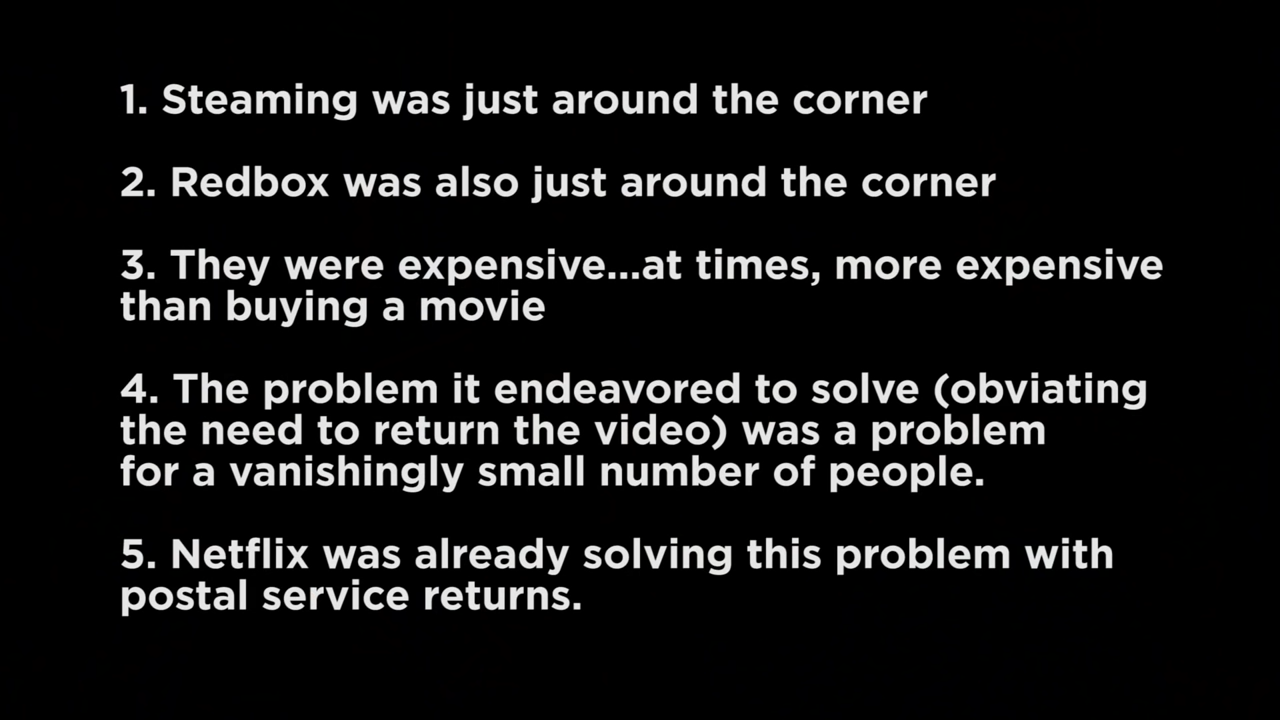 1. Steaming was just around the corner
2. Redbox was also just around the corner
3. They were expensive...at times, more expensive
than buying a movie
4. The problem it endeavored to solve (obviating
the need to return the video) was a problem
for a vanishingly small number of people.
5. Netflix was already solving this problem with
postal service returns.